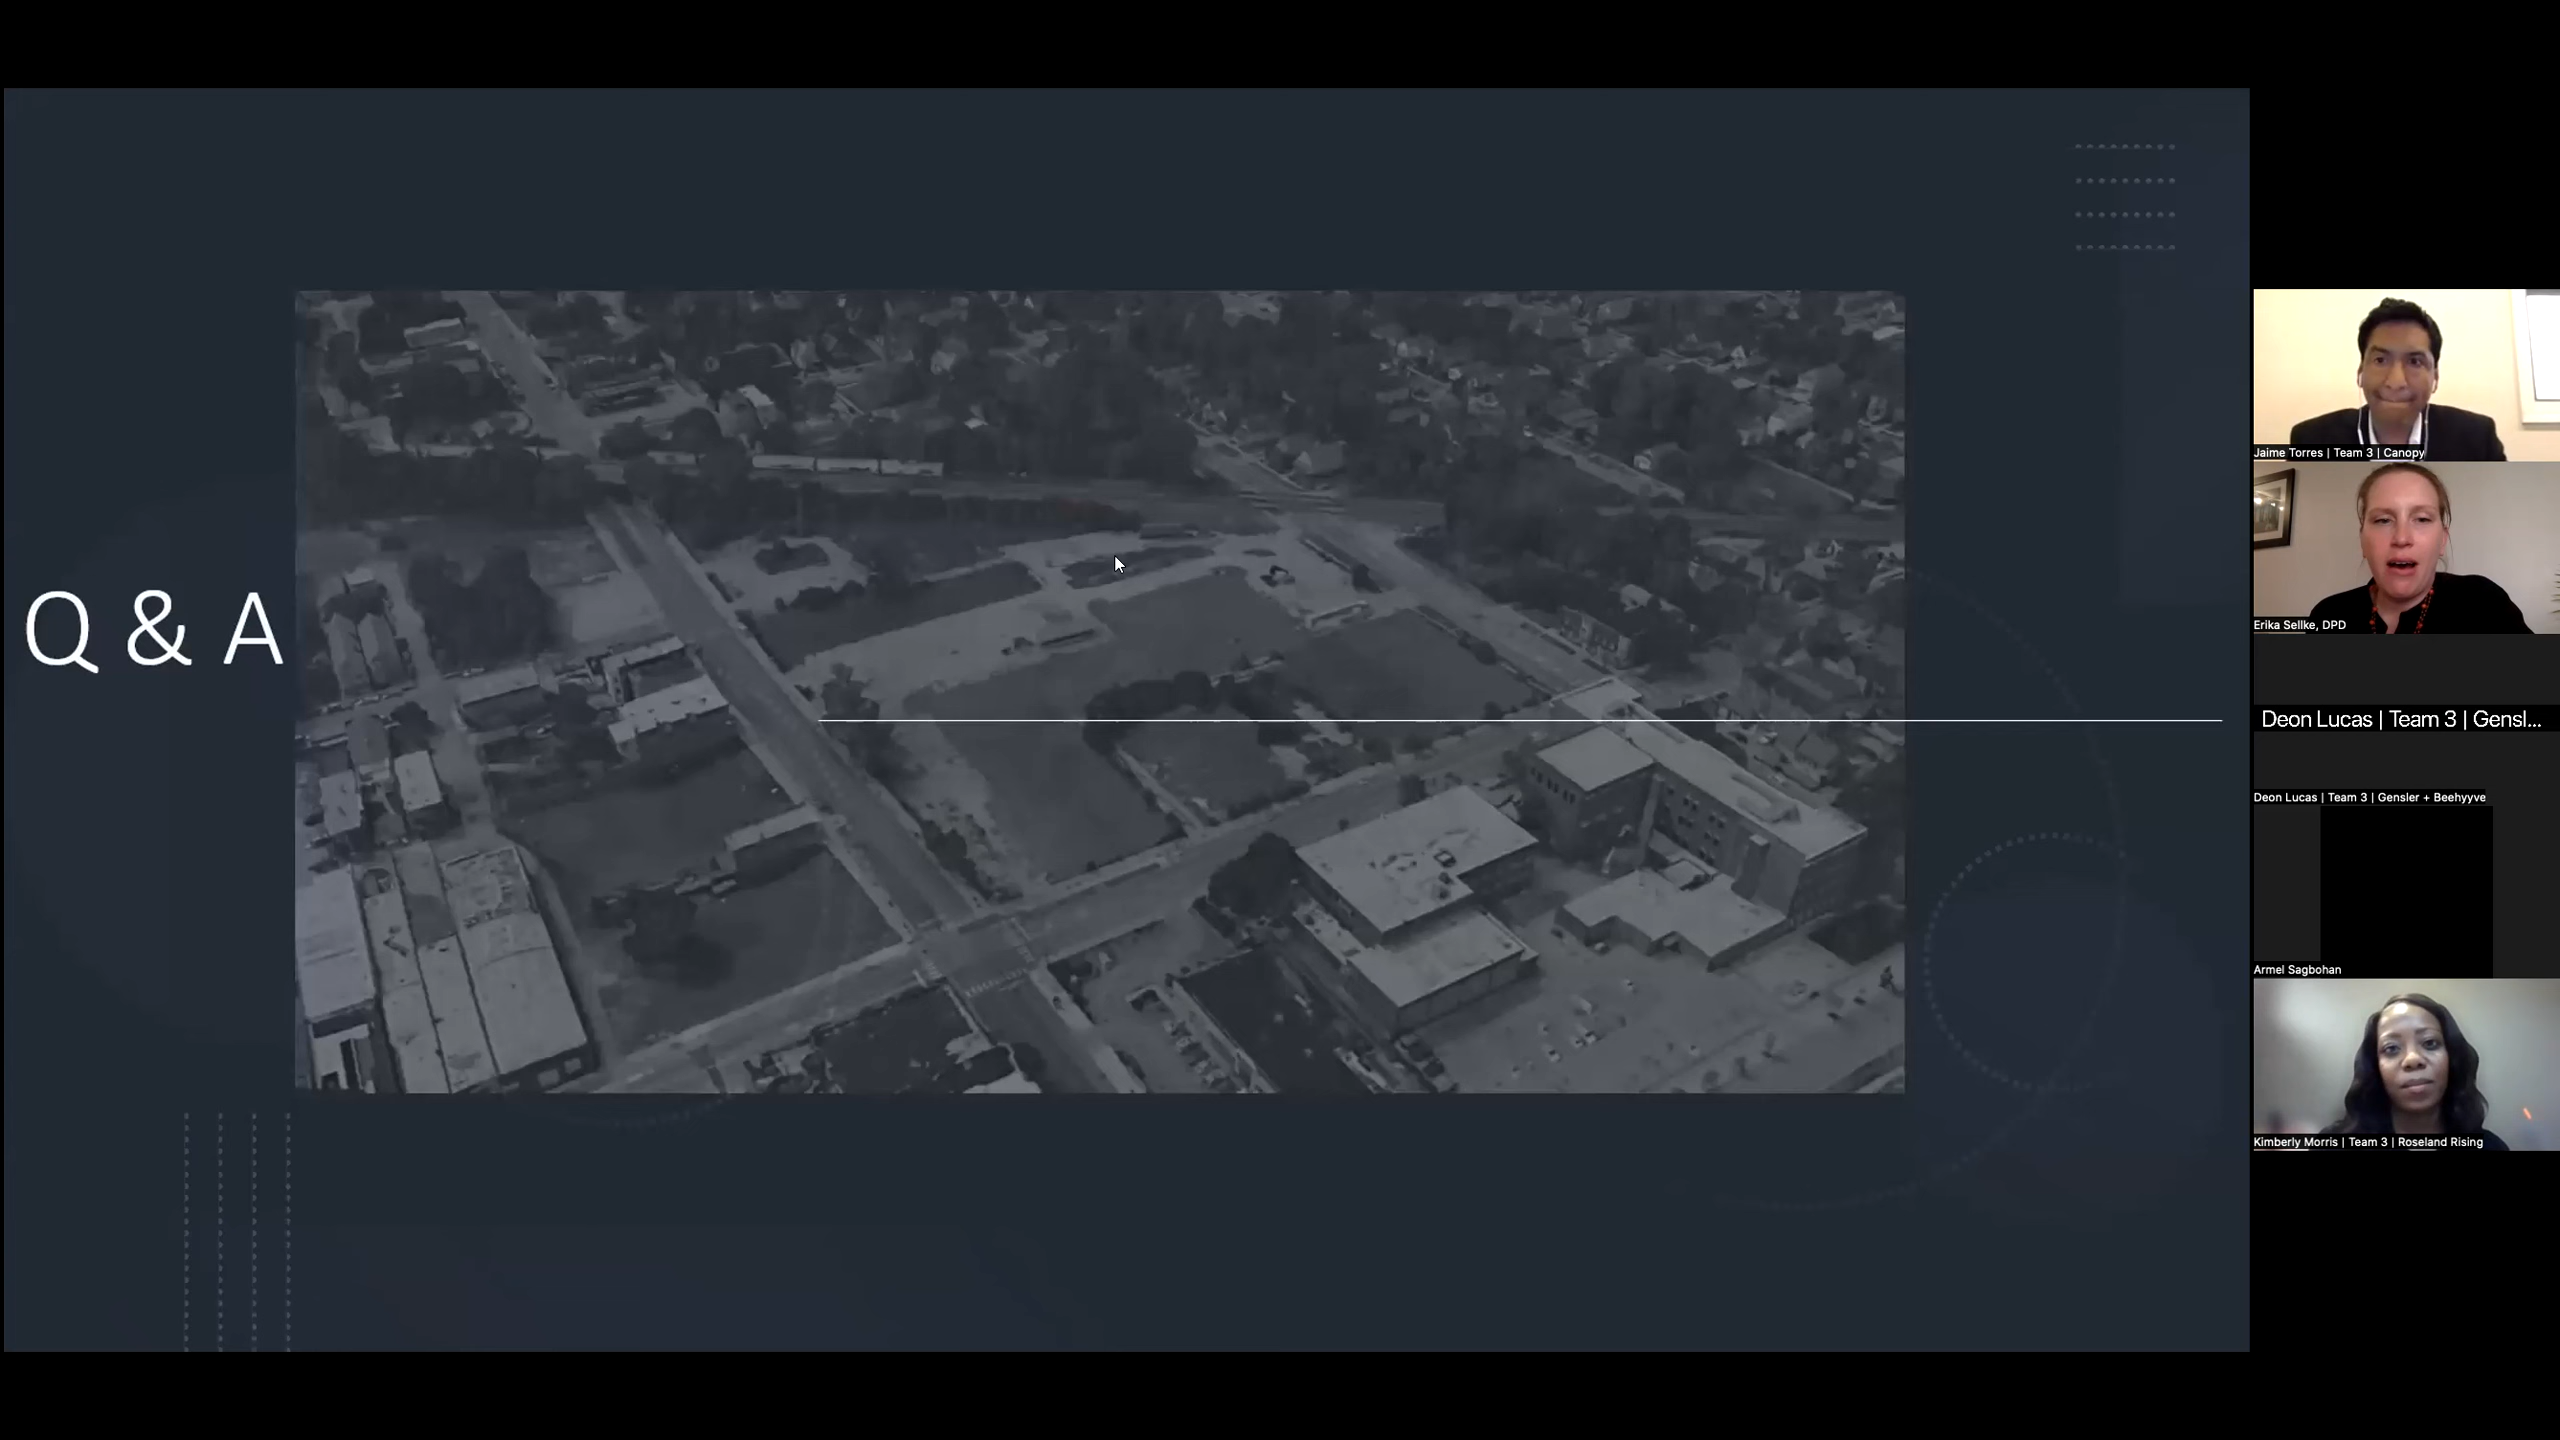 Q & A
Jaime Torres | Team 3 | Canopy
Erika Sellke, DPD
Deon Lucas | Team 3 | Gensl...
Deon Lucas | Team 3 | Gensler + Beehyyve
Armel Sagbohan
Kimberly Morris | Team 3 | Roseland Rising